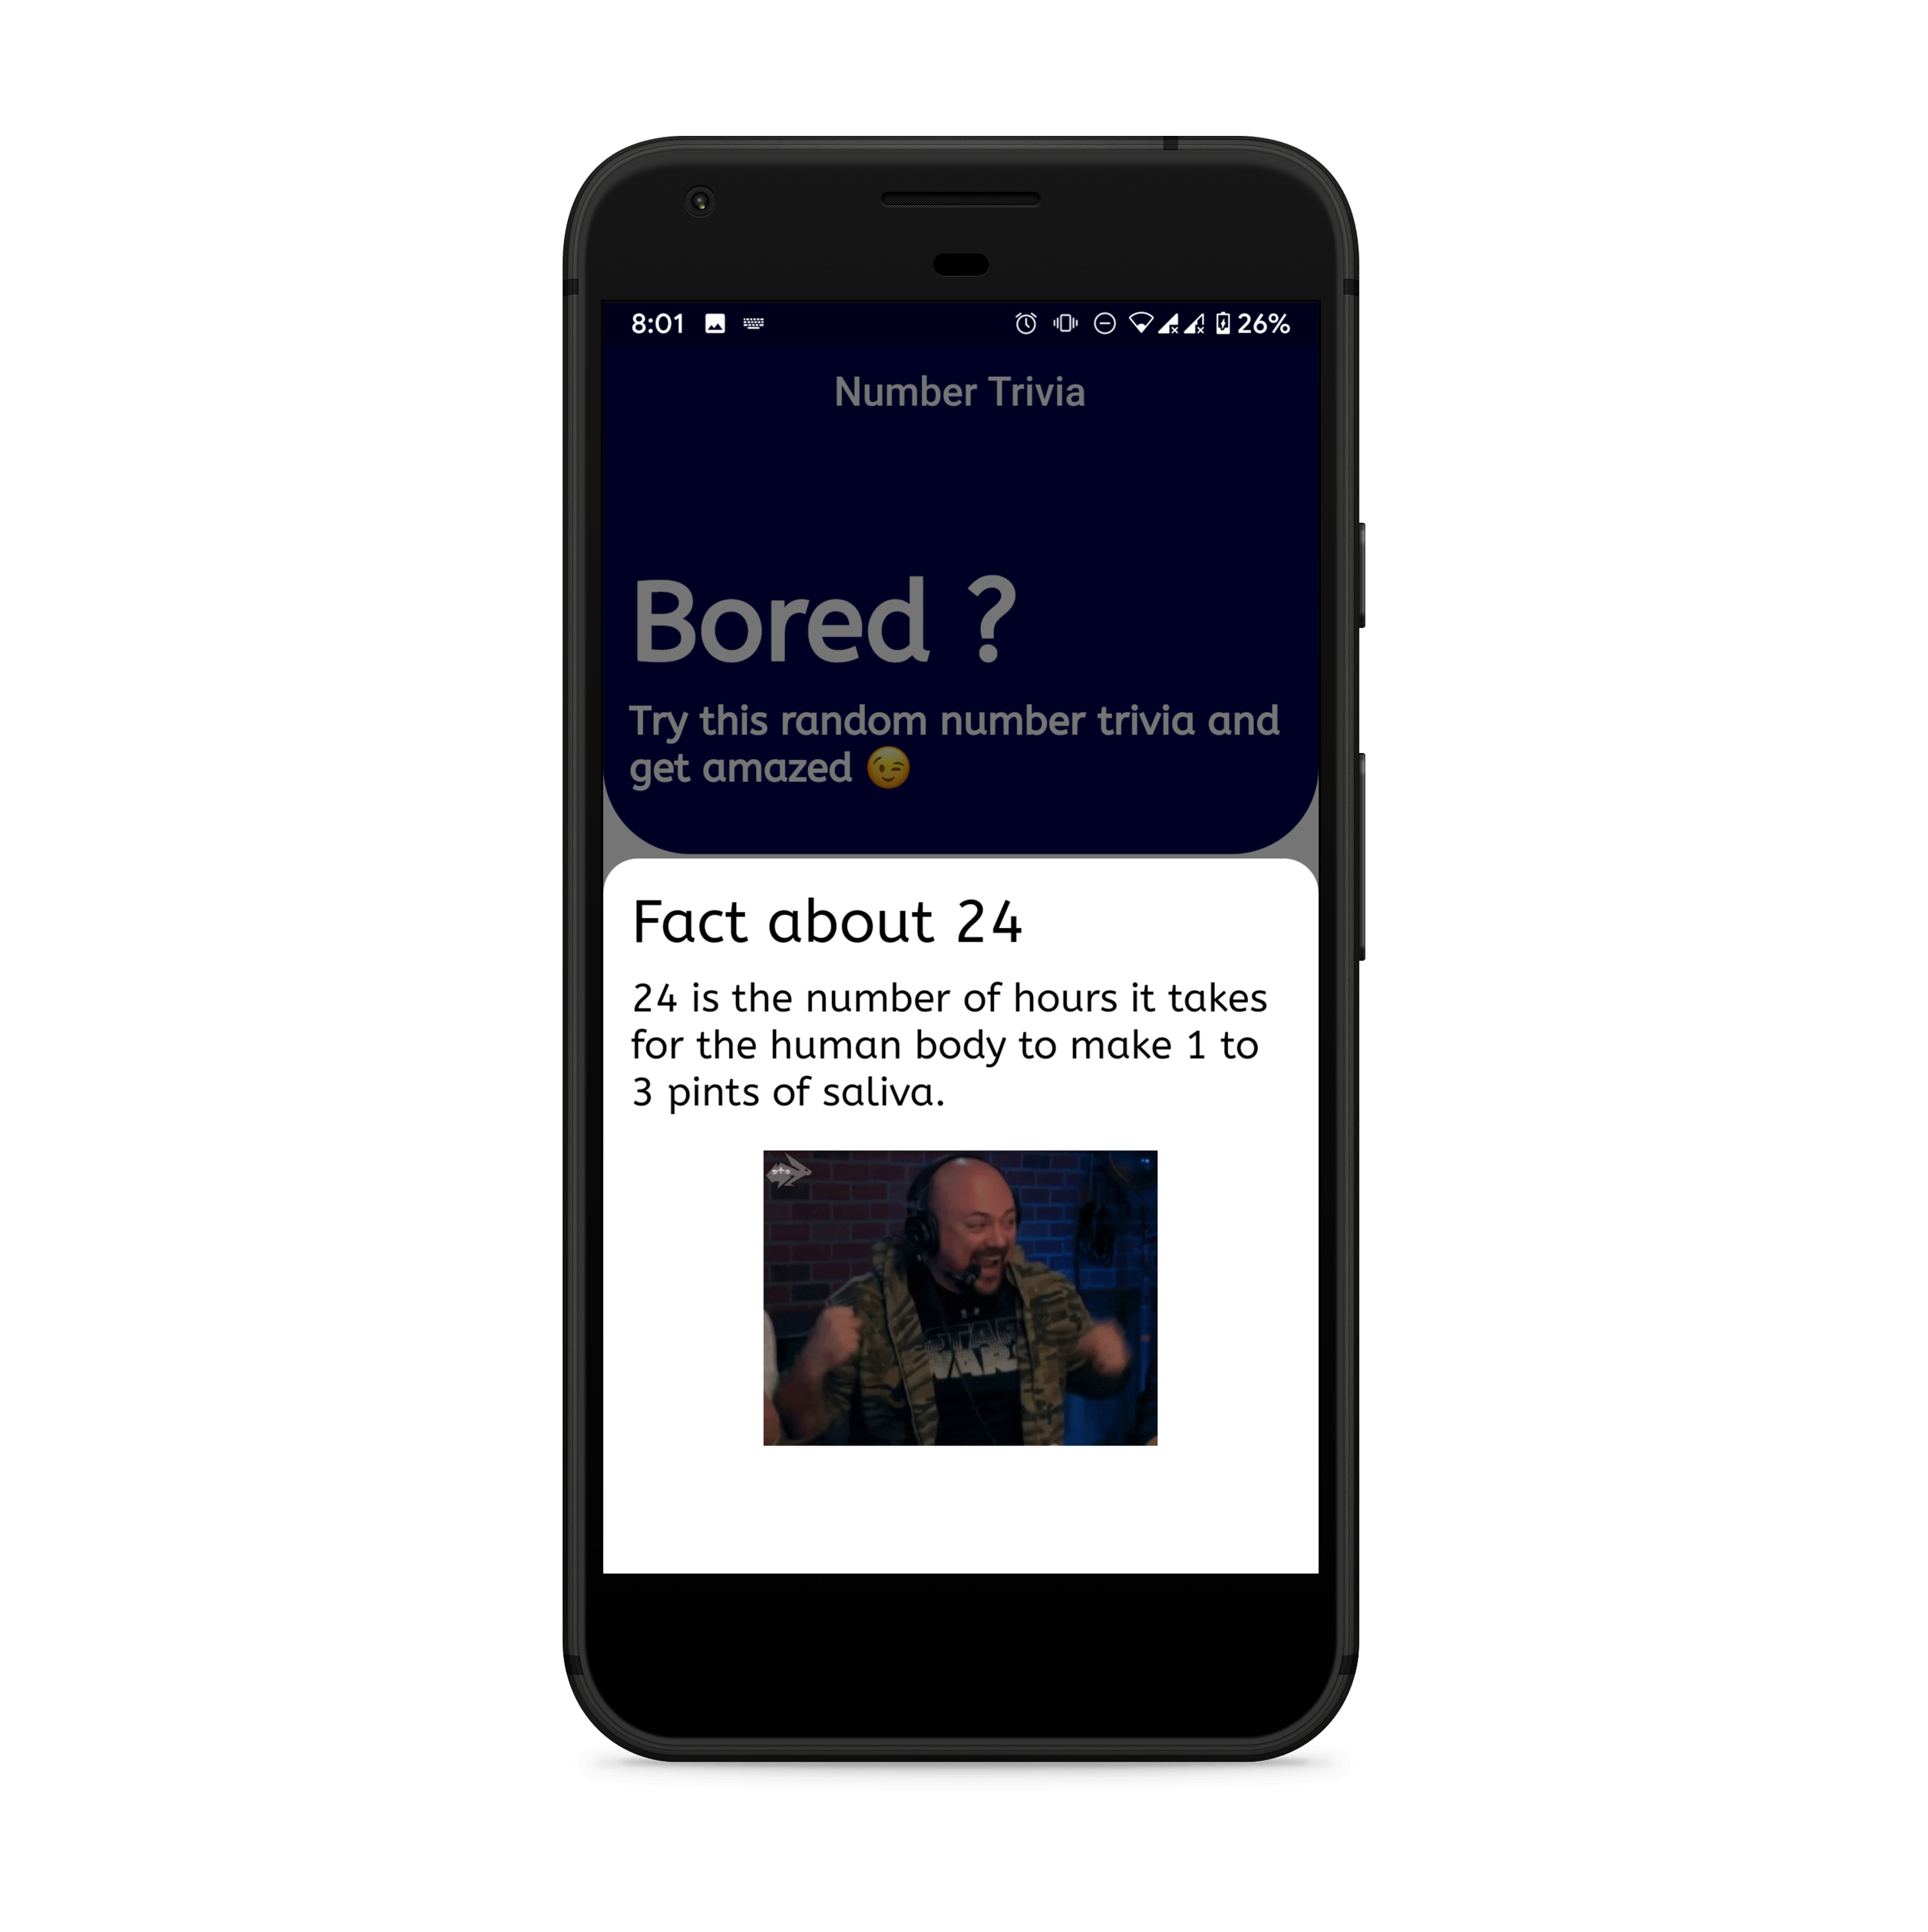 8:01 26%
Number Trivia
Bored ?
Try this random number trivia and
get amazed 😉
Fact about 24
24 is the number of hours it takes
for the human body to make 1 to
3 pints of saliva.
STAR
WARS